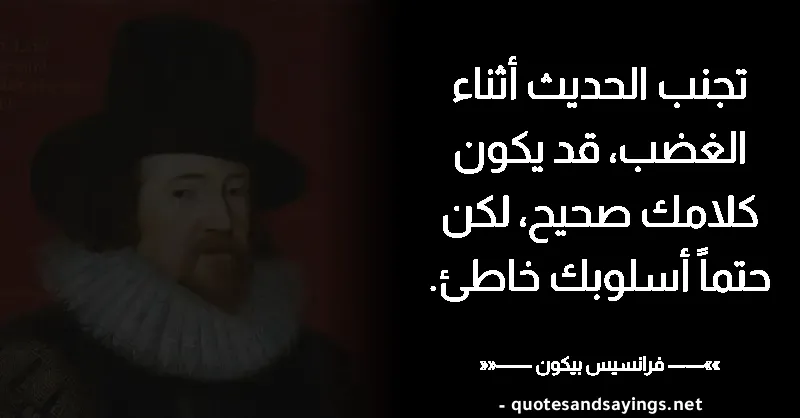 تجنب الحديث أثناء
الغضب، قد يكون
كلامك صحيح، لكن
حتماً أسلوبك خاطئ.
»—— فرانسيس بيكون ——««
- quotesandsayings.net